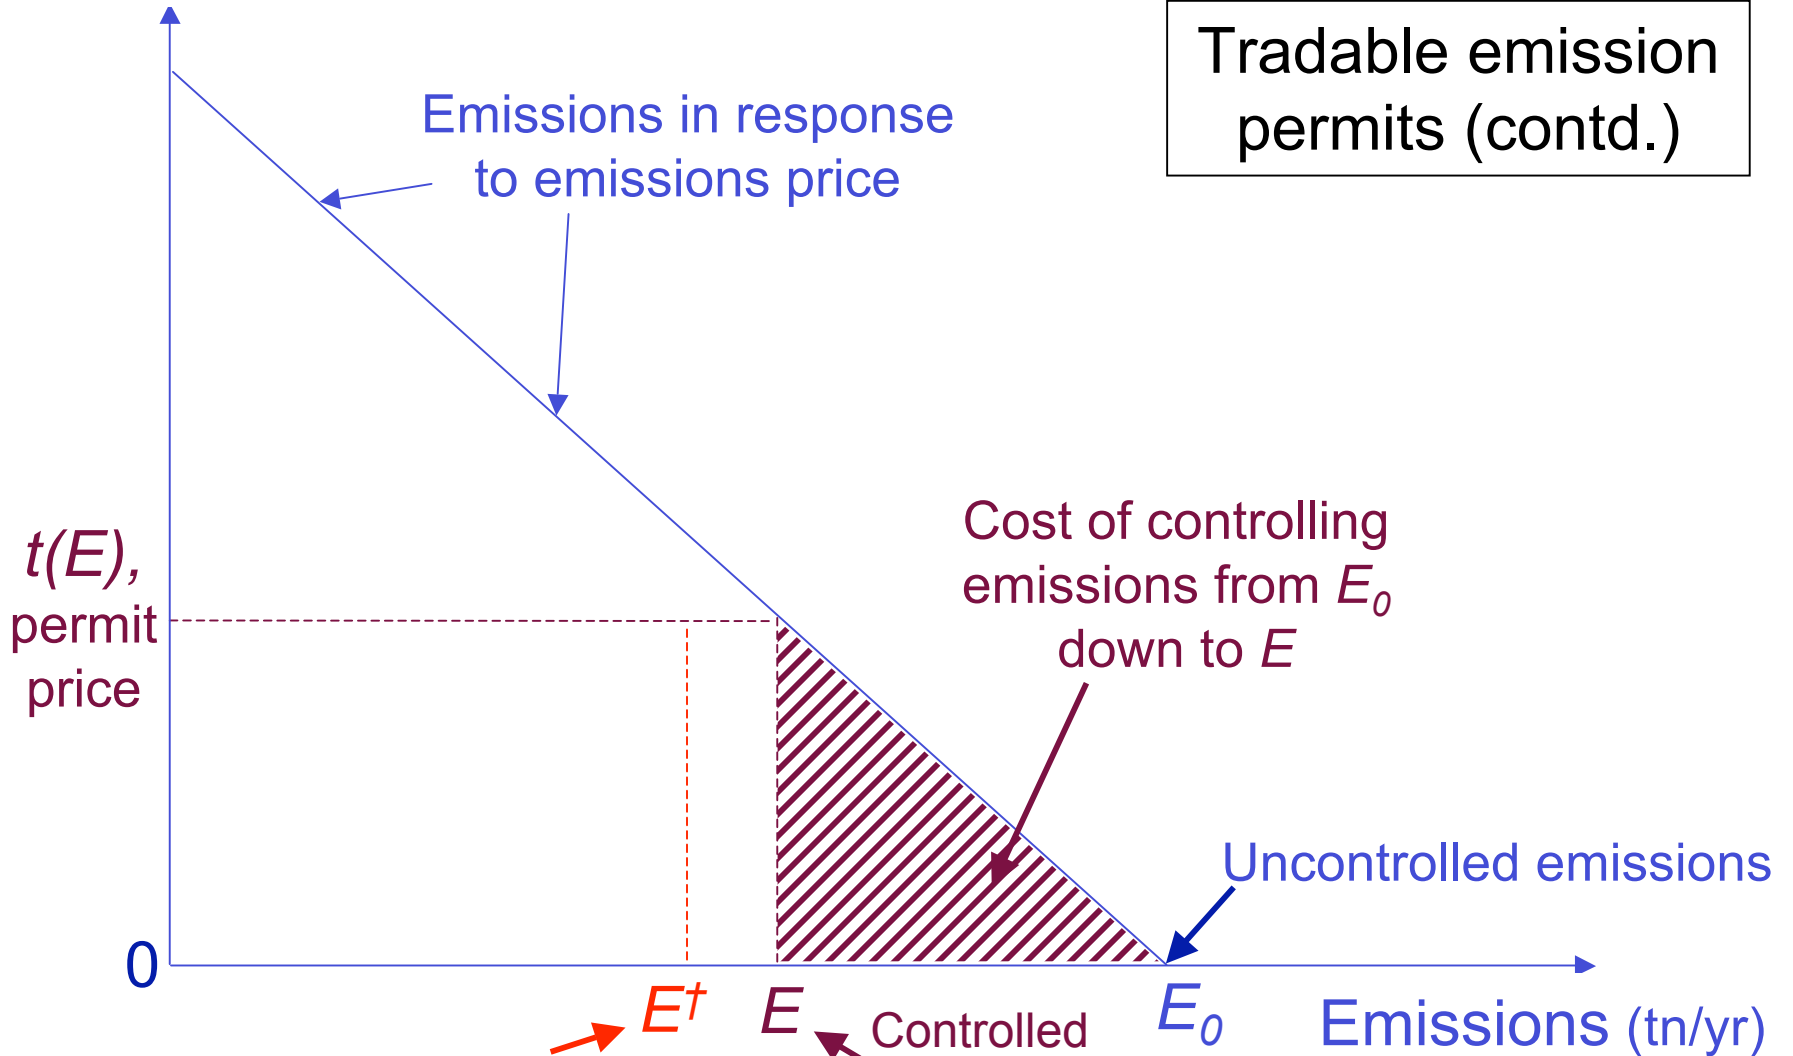 Tradable emission
permits (contd.)
Emissions in response
to emissions price
t(E),
permit
price
Cost of controlling
emissions from E₀
down to E
Uncontrolled emissions
0
E†
E
Controlled
E₀
Emissions (tn/yr)